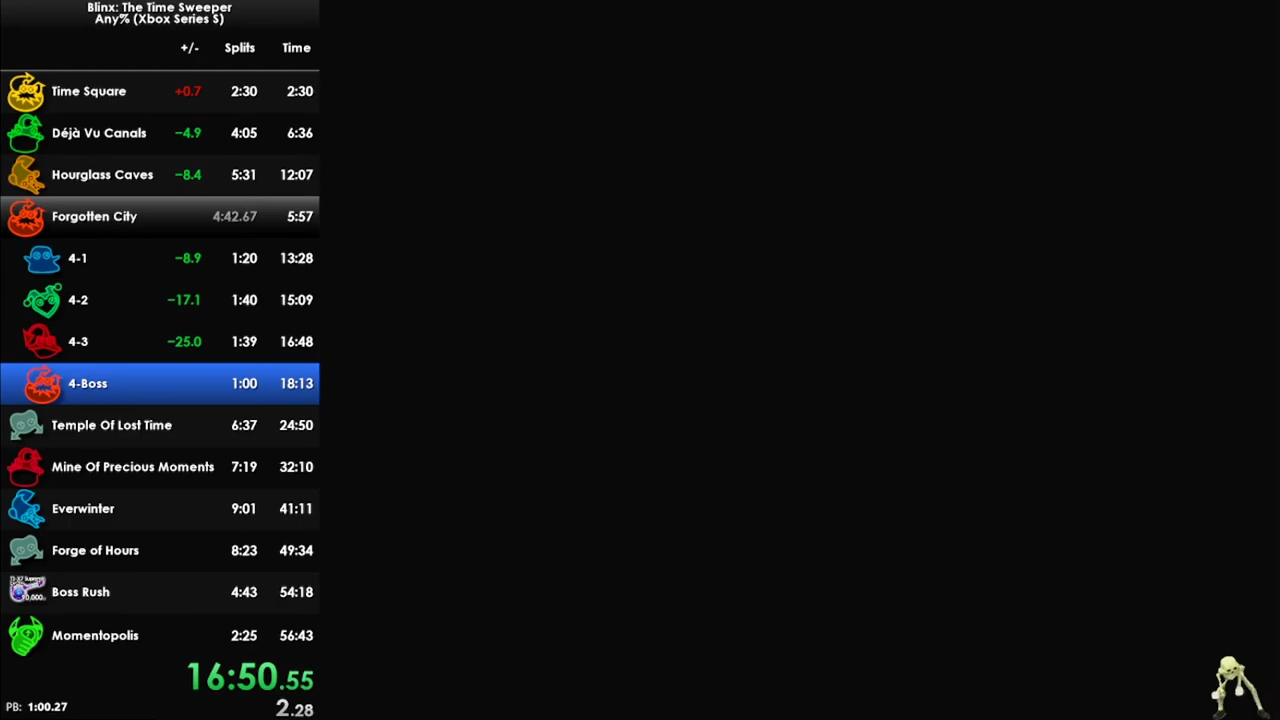 Blinx: The Time Sweeper
Any% (Xbox Series S)
+/- Splits Time
Time Square +0.7 2:30 2:30
Déjà Vu Canals −4.9 4:05 6:36
Hourglass Caves −8.4 5:31 12:07
Forgotten City 4:42.67 5:57
4-1 −8.9 1:20 13:28
4-2 −17.1 1:40 15:09
4-3 −25.0 1:39 16:48
4-Boss 1:00 18:13
Temple Of Lost Time 6:37 24:50
Mine Of Precious Moments 7:19 32:10
Everwinter 9:01 41:11
Forge of Hours 8:23 49:34
Boss Rush 4:43 54:18
Momentopolis 2:25 56:43
16:50.55
PB: 1:00.27 2.28